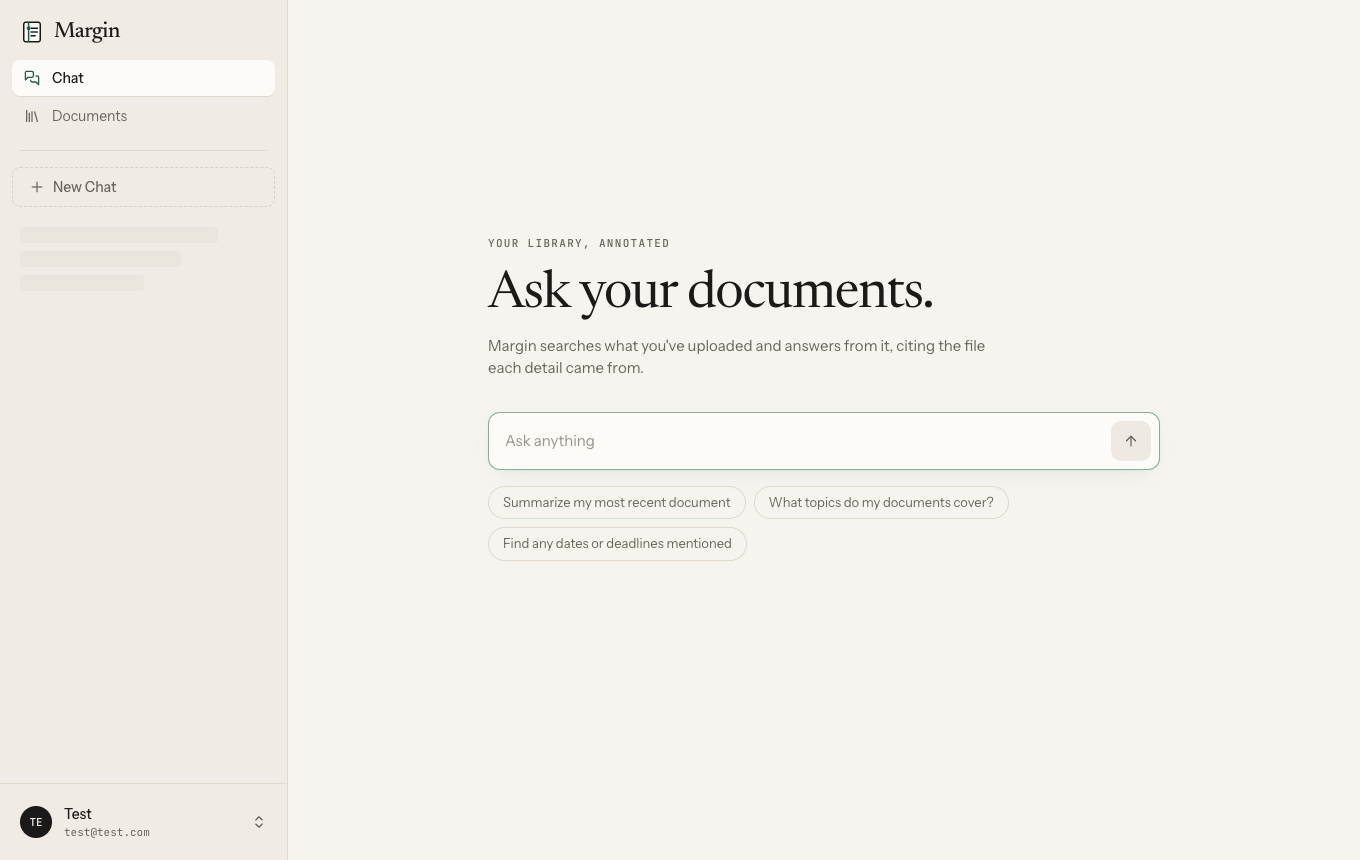 Margin
Chat
Documents
New Chat
YOUR LIBRARY, ANNOTATED
Ask your documents.
Margin searches what you've uploaded and answers from it, citing the file
each detail came from.
Ask anything
Summarize my most recent document
What topics do my documents cover?
Find any dates or deadlines mentioned
TE
Test
test@test.com